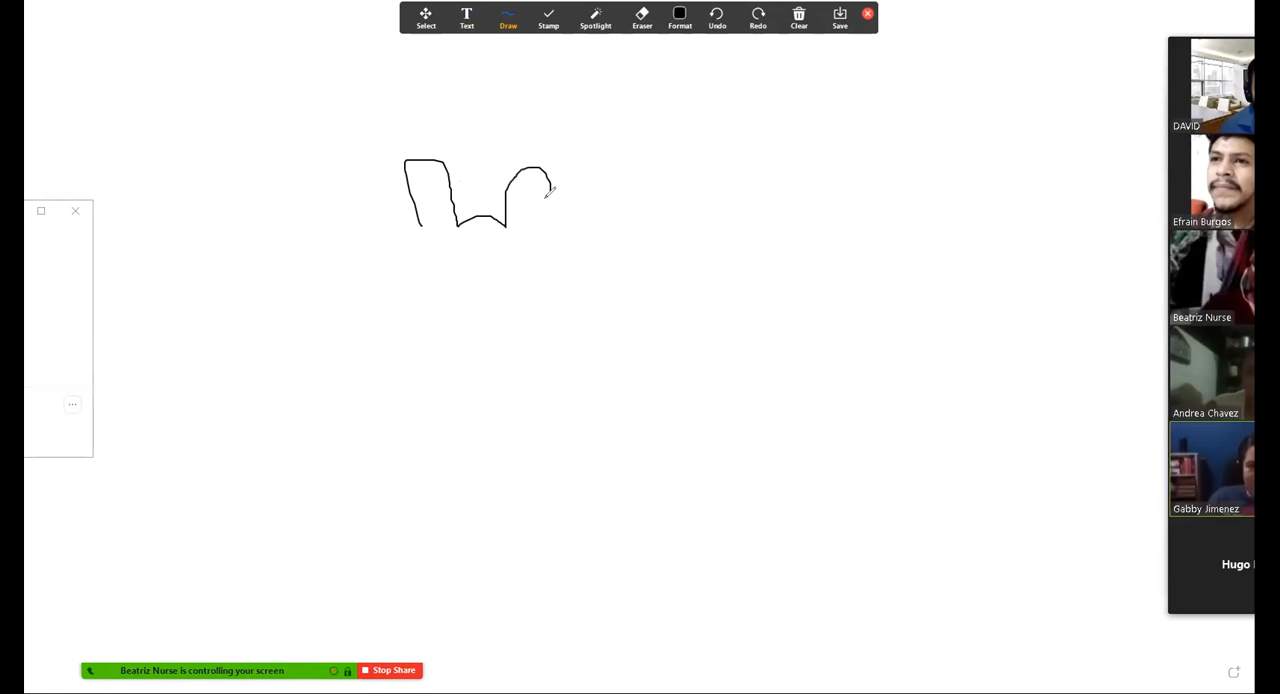 Select Text Draw Stamp Spotlight Eraser Format Undo Redo Clear Save
DAVID
Efrain Burgos
Beatriz Nurse
Andrea Chavez
Gabby Jimenez
Hugo
Beatriz Nurse is controlling your screen Stop Share